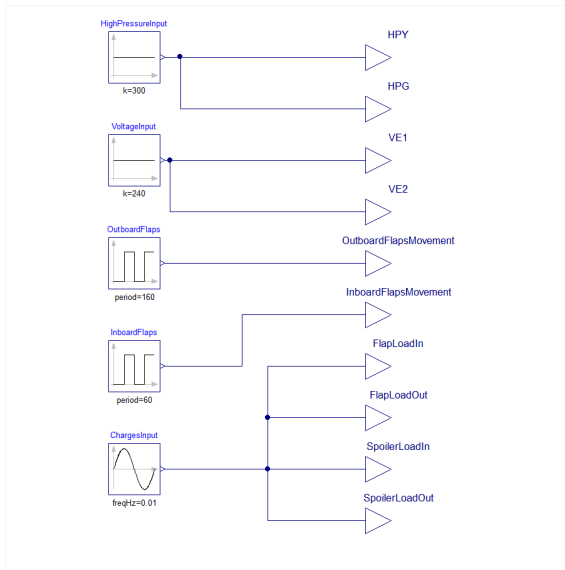 HighPressureInput
HPY
k=300
HPG
VoltageInput
VE1
k=240
VE2
OutboardFlaps
OutboardFlapsMovement
period=160
InboardFlapsMovement
InboardFlaps
FlapLoadIn
period=60
FlapLoadOut
ChargesInput
SpoilerLoadIn
freqHz=0.01
SpoilerLoadOut